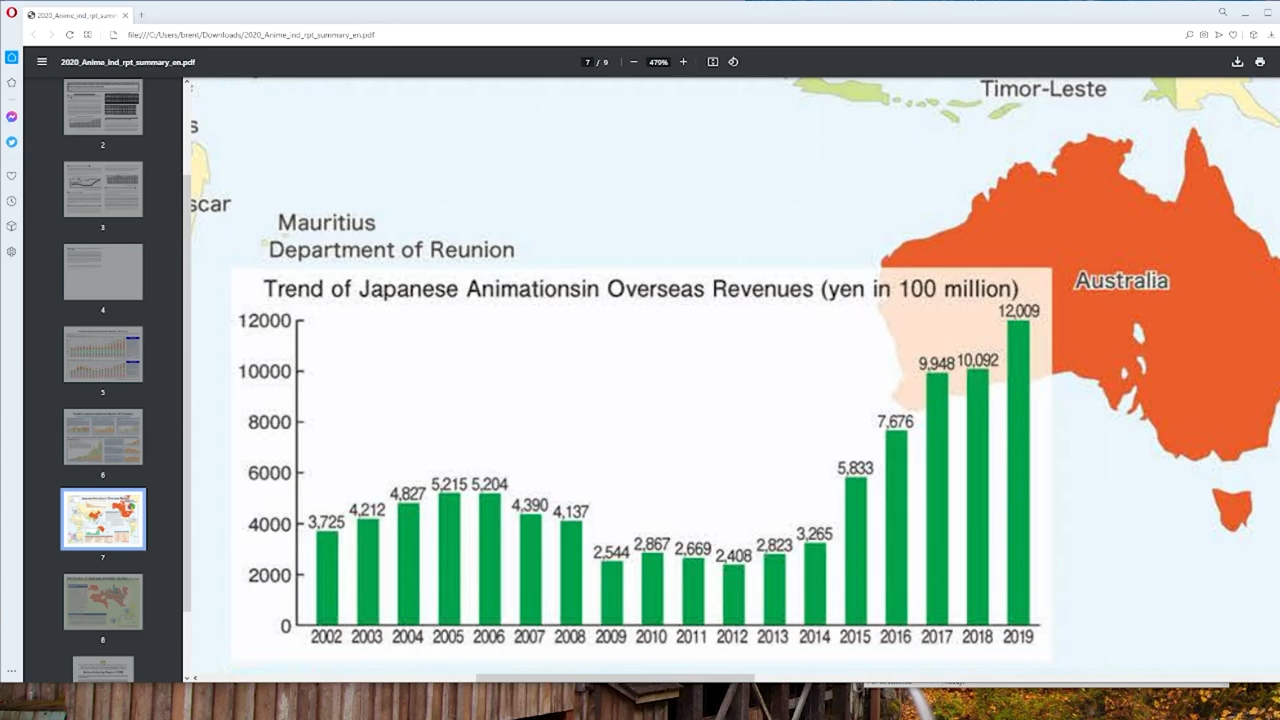 2020_Anime_ind_rpt_summ
file:///C:/Users/brent/Downloads/2020_Anime_ind_rpt_summary_en.pdf
2020_Anime_ind_rpt_summary_en.pdf
7 / 9
479%
2
3
4
5
6
7
8
Timor-Leste
s
scar
Mauritius
Department of Reunion
Australia
Trend of Japanese Animationsin Overseas Revenues (yen in 100 million)
12000
10000
8000
6000
4000
2000
0
3,725
4,212
4,827
5,215
5,204
4,390
4,137
2,544
2,867
2,669
2,408
2,823
3,265
5,833
7,676
9,948
10,092
12,009
2002 2003 2004 2005 2006 2007 2008 2009 2010 2011 2012 2013 2014 2015 2016 2017 2018 2019